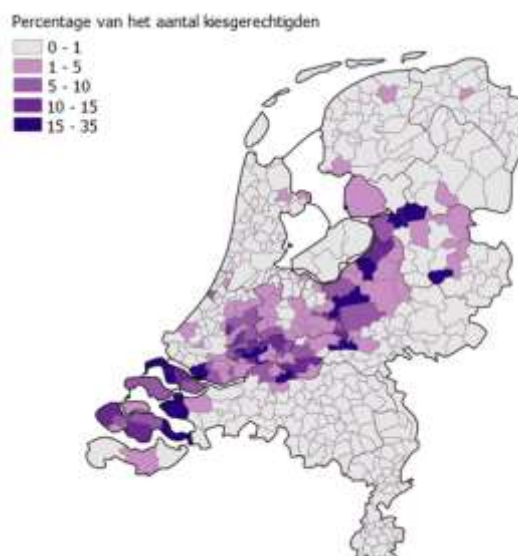 Percentage van het aantal kiesgerechtigden
0 - 1
1 - 5
5 - 10
10 - 15
15 - 35